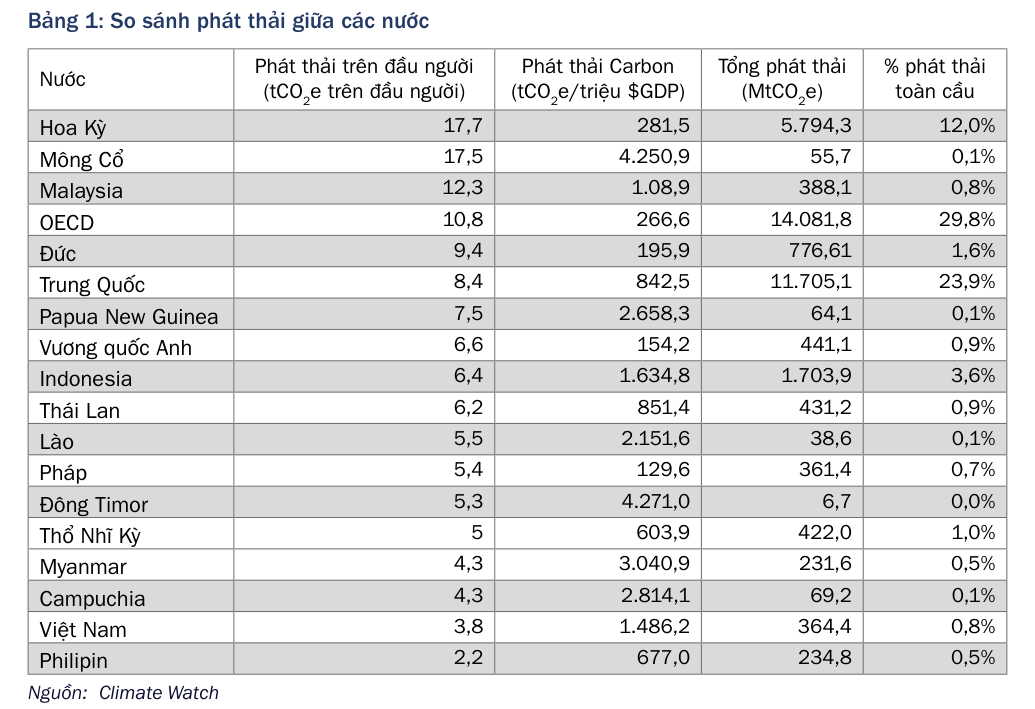 Bảng 1: So sánh phát thải giữa các nước
Nước
Phát thải trên đầu người
(tCO2e trên đầu người)
Phát thải Carbon
(tCO2e/triệu $GDP)
Tổng phát thải
(MtCO2e)
% phát thải
toàn cầu
Hoa Kỳ 17,7 281,5 5.794,3 12,0%
Mông Cổ 17,5 4.250,9 55,7 0,1%
Malaysia 12,3 1.08,9 388,1 0,8%
OECD 10,8 266,6 14.081,8 29,8%
Đức 9,4 195,9 776,61 1,6%
Trung Quốc 8,4 842,5 11.705,1 23,9%
Papua New Guinea 7,5 2.658,3 64,1 0,1%
Vương quốc Anh 6,6 154,2 441,1 0,9%
Indonesia 6,4 1.634,8 1.703,9 3,6%
Thái Lan 6,2 851,4 431,2 0,9%
Lào 5,5 2.151,6 38,6 0,1%
Pháp 5,4 129,6 361,4 0,7%
Đông Timor 5,3 4.271,0 6,7 0,0%
Thổ Nhĩ Kỳ 5 603,9 422,0 1,0%
Myanmar 4,3 3.040,9 231,6 0,5%
Campuchia 4,3 2.814,1 69,2 0,1%
Việt Nam 3,8 1.486,2 364,4 0,8%
Philipin 2,2 677,0 234,8 0,5%
Nguồn: Climate Watch